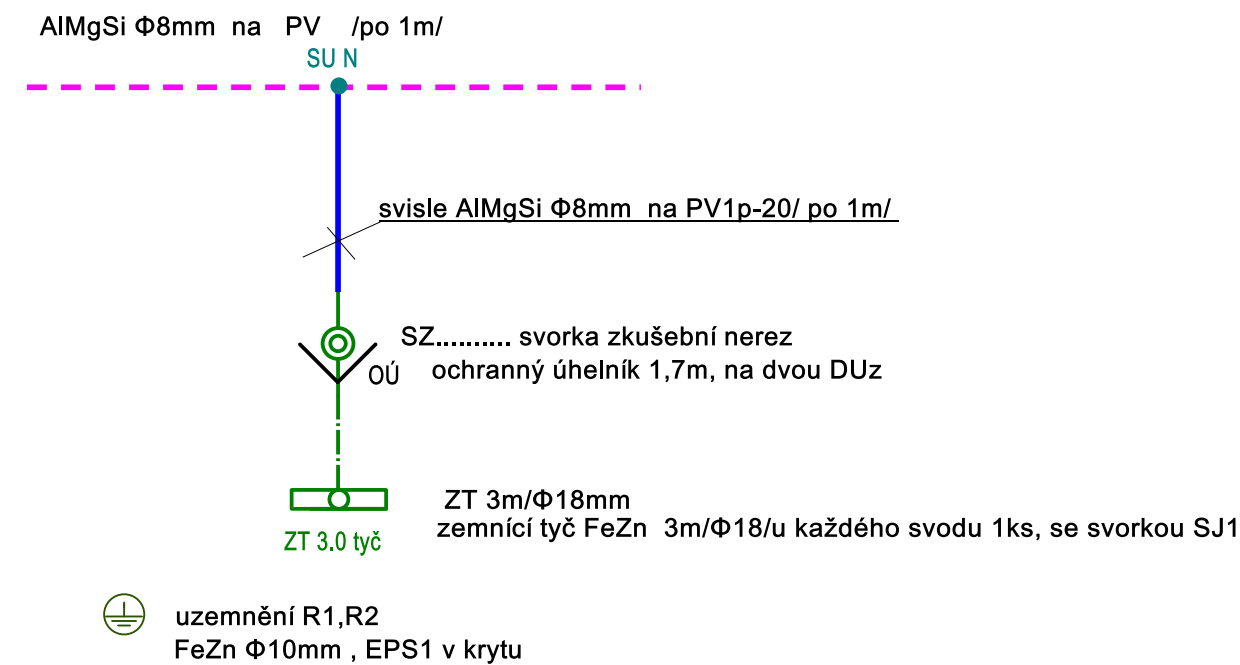 AlMgSi Φ8mm na PV /po 1m/
SU N
svisle AlMgSi Φ8mm na PV1p-20/ po 1m/
SZ.......... svorka zkušební nerez
OÚ ochranný úhelník 1,7m, na dvou DUz
ZT 3m/Φ18mm
zemnící tyč FeZn 3m/Φ18/u každého svodu 1ks, se svorkou SJ1
ZT 3.0 tyč
uzemnění R1,R2
FeZn Φ10mm , EPS1 v krytu